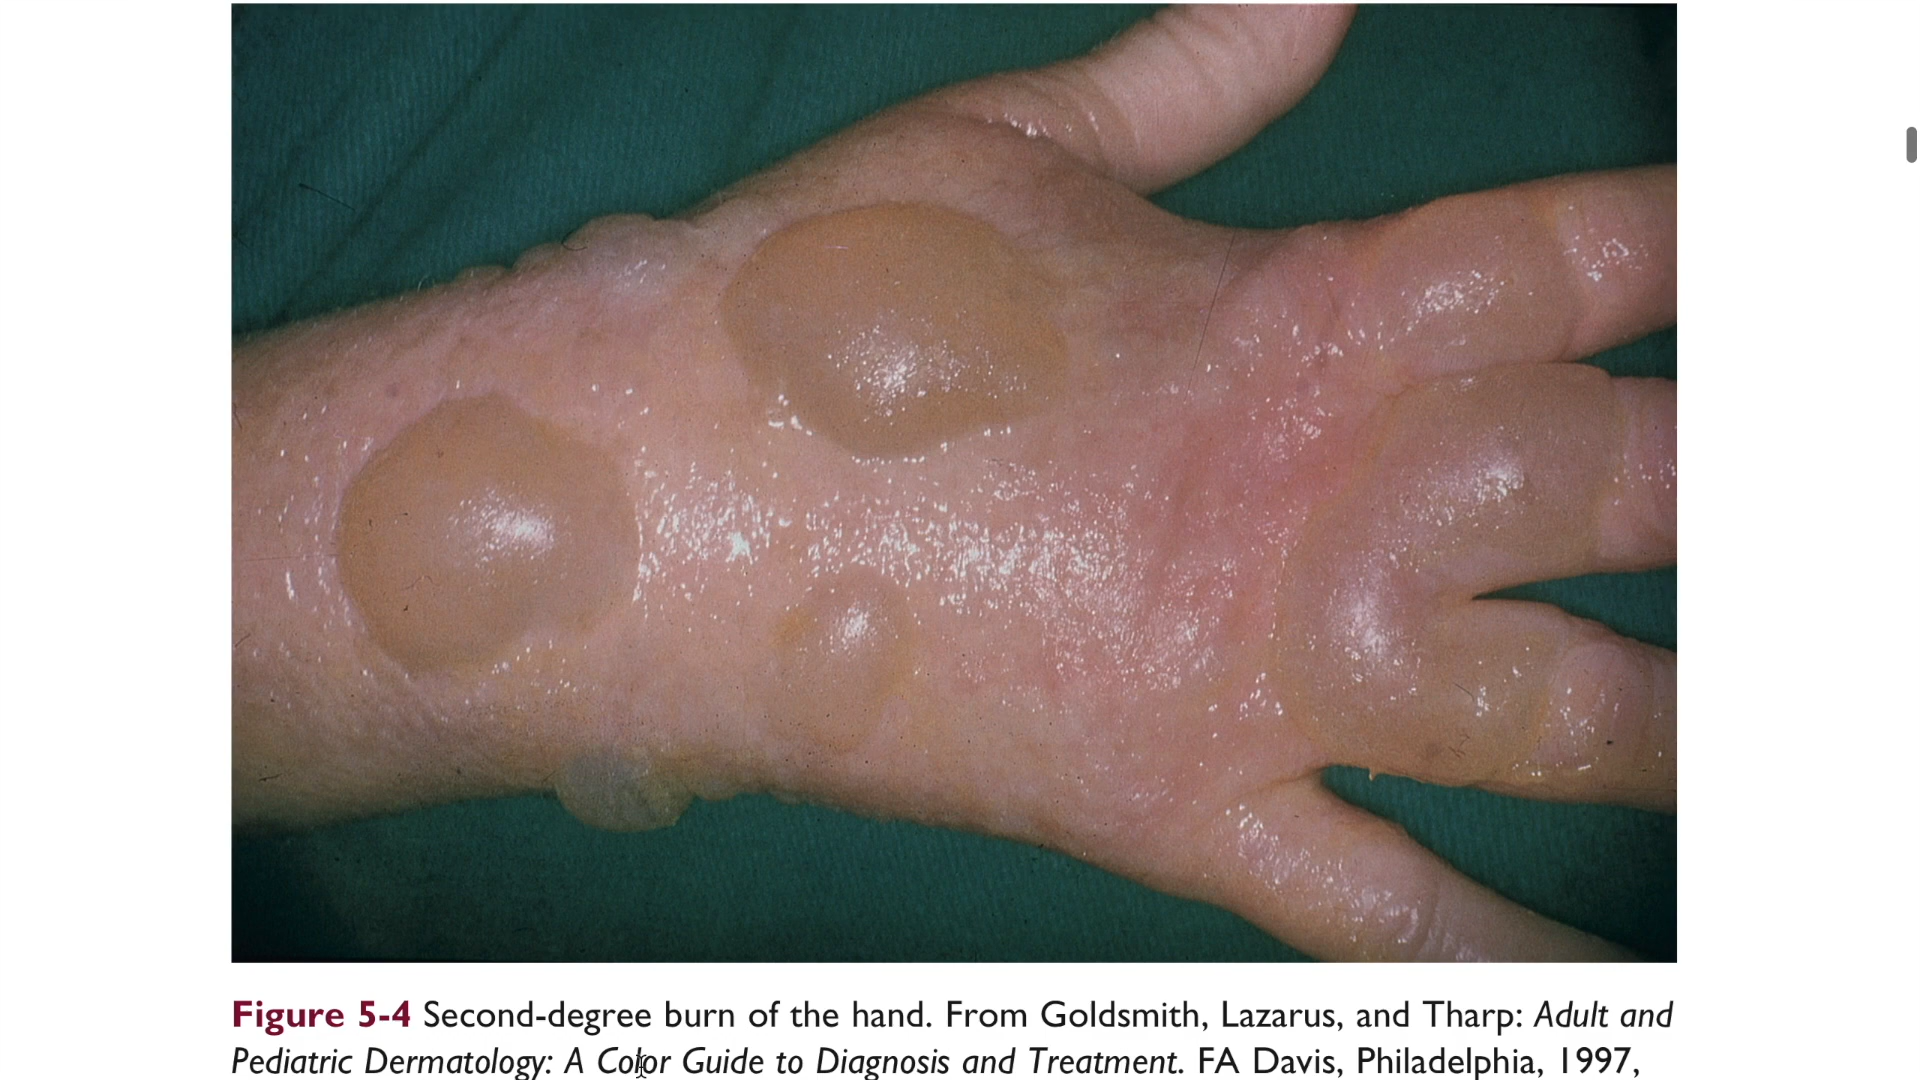 Figure 5-4 Second-degree burn of the hand. From Goldsmith, Lazarus, and Tharp: Adult and
Pediatric Dermatology: A Color Guide to Diagnosis and Treatment. FA Davis, Philadelphia, 1997,